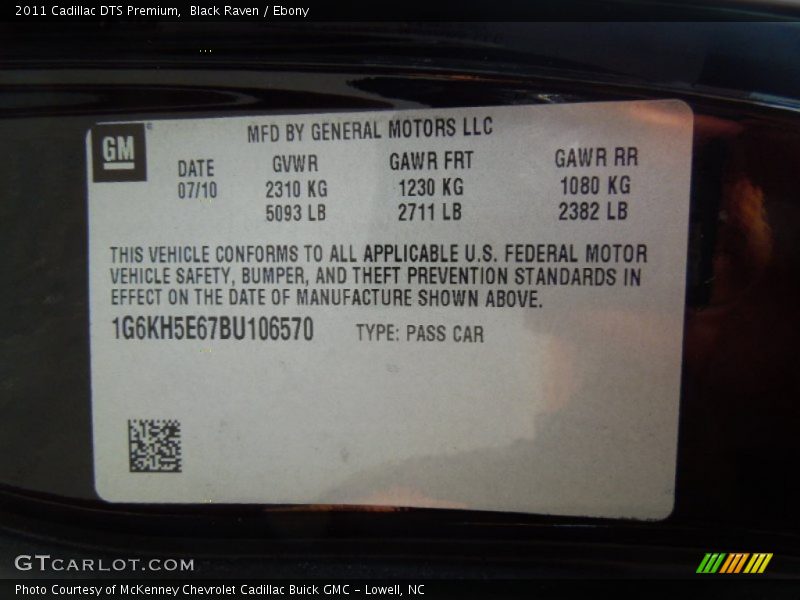 2011 Cadillac DTS Premium,  Black Raven / Ebony
GM
MFD BY GENERAL MOTORS LLC
DATE GVWR GAWR FRT GAWR RR
07/10 2310 KG 1230 KG 1080 KG
5093 LB 2711 LB 2382 LB
THIS VEHICLE CONFORMS TO ALL APPLICABLE U.S. FEDERAL MOTOR
VEHICLE SAFETY, BUMPER, AND THEFT PREVENTION STANDARDS IN
EFFECT ON THE DATE OF MANUFACTURE SHOWN ABOVE.
1G6KH5E67BU106570 TYPE: PASS CAR
GTCARLOT.COM
Photo Courtesy of McKenney Chevrolet Cadillac Buick GMC – Lowell, NC